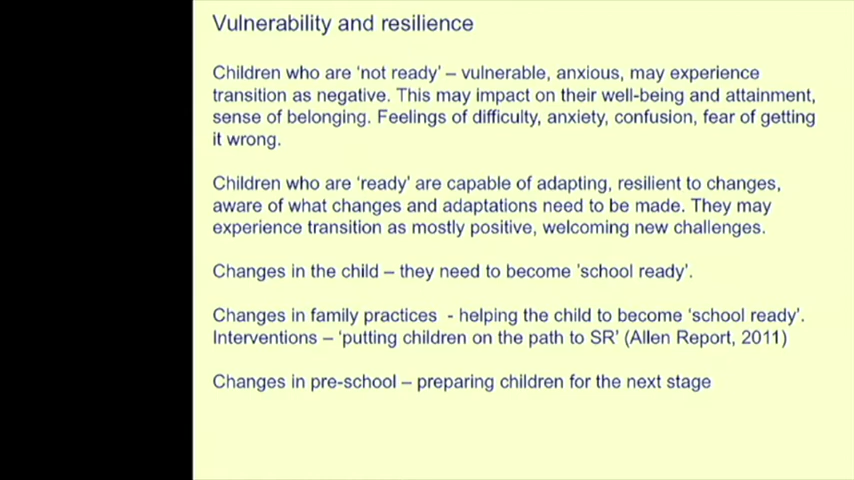 Vulnerability and resilience
Children who are 'not ready' – vulnerable, anxious, may experience
transition as negative. This may impact on their well-being and attainment,
sense of belonging. Feelings of difficulty, anxiety, confusion, fear of getting
it wrong.
Children who are 'ready' are capable of adapting, resilient to changes,
aware of what changes and adaptations need to be made. They may
experience transition as mostly positive, welcoming new challenges.
Changes in the child – they need to become 'school ready'.
Changes in family practices - helping the child to become 'school ready'.
Interventions – 'putting children on the path to SR' (Allen Report, 2011)
Changes in pre-school – preparing children for the next stage